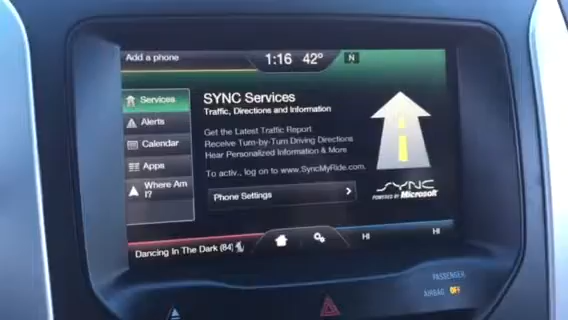 Add a phone
1:16 42° N
Services
Alerts
Calendar
Apps
Where Am I?
SYNC Services
Traffic, Directions and Information
Get the Latest Traffic Report
Receive Turn-by-Turn Driving Directions
Hear Personalized Information & More
To activ., log on to www.SyncMyRide.com.
Phone Settings
SYNC
POWERED BY Microsoft
Dancing In The Dark (84)
HI HI
PASSENGER
AIRBAG OFF